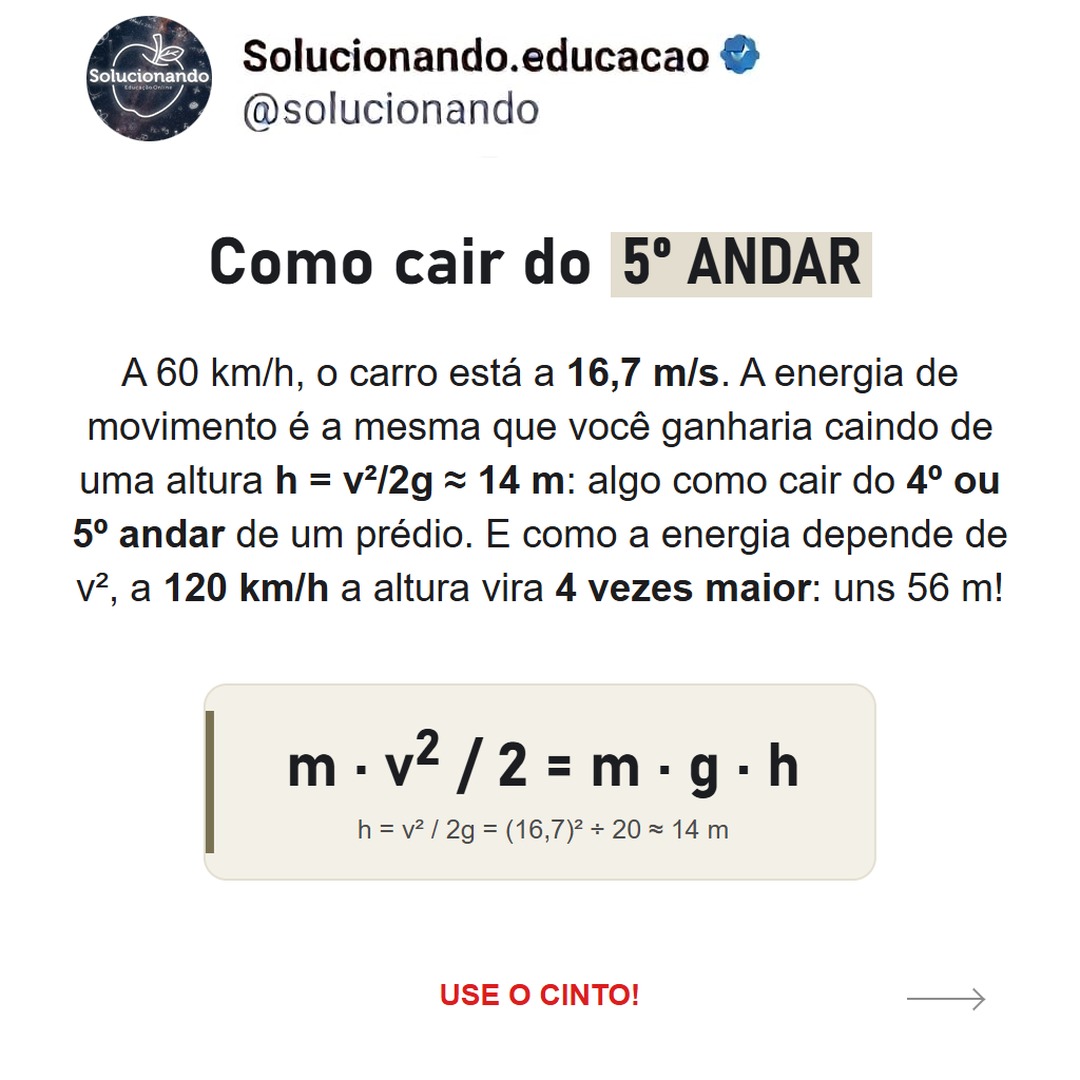 Solucionando
Educação Online
Solucionando.educacao
@solucionando
Como cair do 5º ANDAR
A 60 km/h, o carro está a 16,7 m/s. A energia de
movimento é a mesma que você ganharia caindo de
uma altura h = v²/2g ≈ 14 m: algo como cair do 4º ou
5º andar de um prédio. E como a energia depende de
v², a 120 km/h a altura vira 4 vezes maior: uns 56 m!
m · v² / 2 = m · g · h
h = v² / 2g = (16,7)² ÷ 20 ≈ 14 m
USE O CINTO!